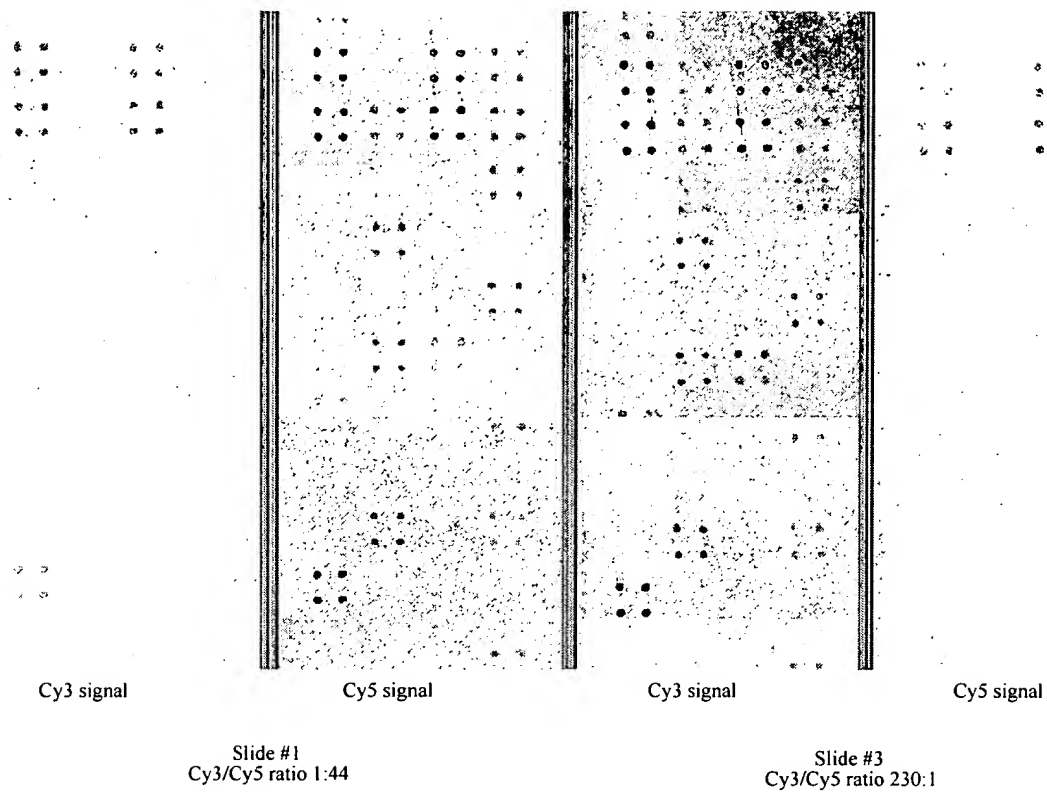 Cy3 signal
Cy5 signal
Cy3 signal
Cy5 signal
Slide #1
Cy3/Cy5 ratio 1:44
Slide #3
Cy3/Cy5 ratio 230:1